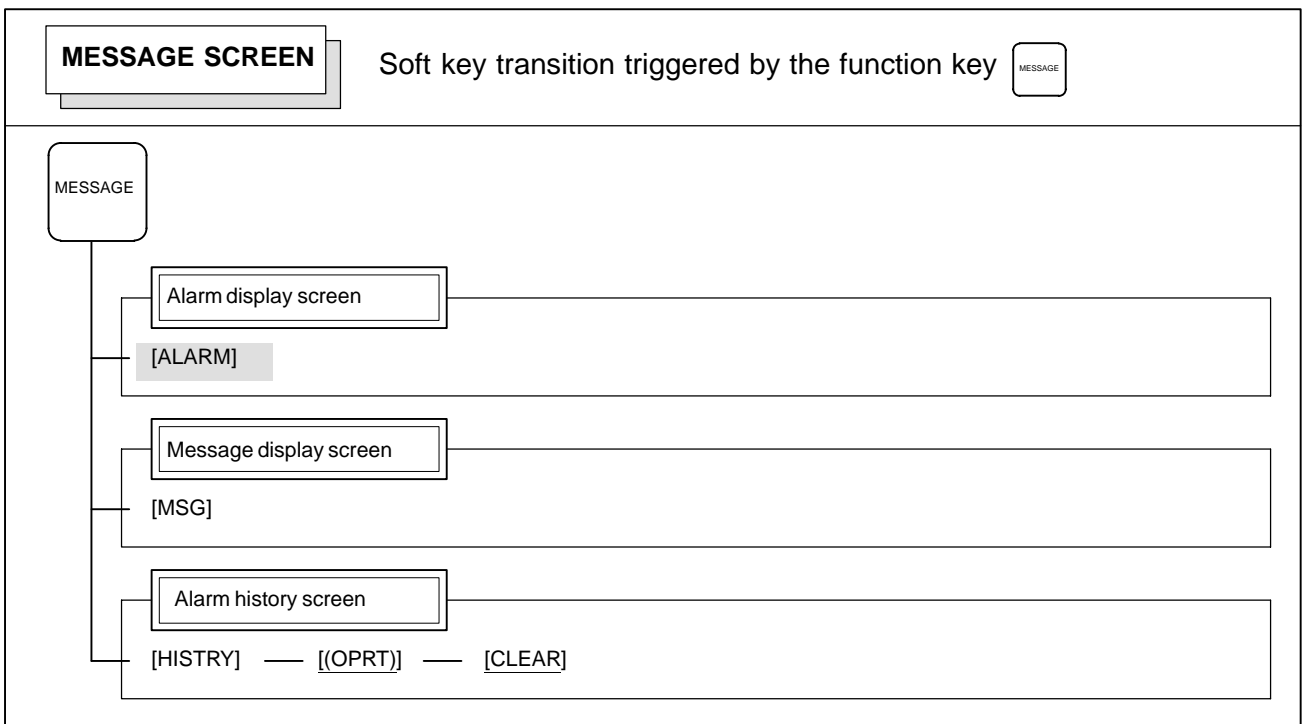 MESSAGE SCREEN
Soft key transition triggered by the function key MESSAGE
MESSAGE
Alarm display screen
[ALARM]
Message display screen
[MSG]
Alarm history screen
[HISTRY] [(OPRT)] [CLEAR]